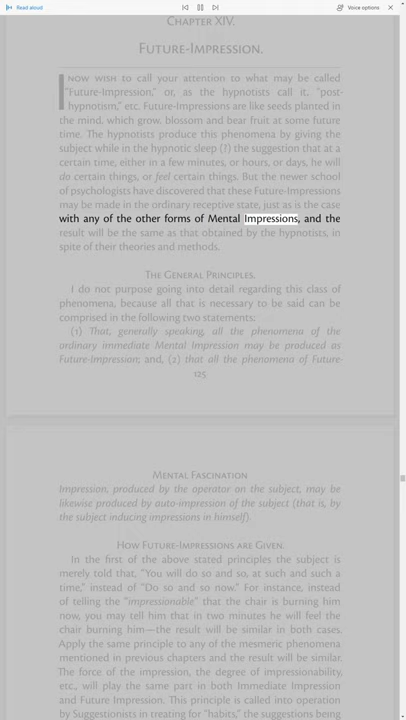 Read aloud
Voice options
CHAPTER XIV.
FUTURE-IMPRESSION.
I NOW WISH to call your attention to what may be called
"Future-Impression," or, as the hypnotists call it, "post-
hypnotism," etc. Future-Impressions are like seeds planted in
the mind, which grow, blossom and bear fruit at some future
time. The hypnotists produce this phenomena by giving the
subject while in the hypnotic sleep (?) the suggestion that at a
certain time, either in a few minutes, or hours, or days, he will
do certain things, or feel certain things. But the newer school
of psychologists have discovered that these Future-Impressions
may be made in the ordinary receptive state, just as is the case
with any of the other forms of Mental Impressions, and the
result will be the same as that obtained by the hypnotists, in
spite of their theories and methods.
THE GENERAL PRINCIPLES.
I do not purpose going into detail regarding this class of
phenomena, because all that is necessary to be said can be
comprised in the following two statements:
(1) That, generally speaking, all the phenomena of the
ordinary immediate Mental Impression may be produced as
Future-Impression; and, (2) that all the phenomena of Future-
125
MENTAL FASCINATION
Impression, produced by the operator on the subject, may be
likewise produced by auto-impression of the subject (that is, by
the subject inducing impressions in himself).
HOW FUTURE-IMPRESSIONS ARE GIVEN.
In the first of the above stated principles the subject is
merely told that, "You will do so and so, at such and such a
time," instead of "Do so and so now." For instance, instead
of telling the "impressionable" that the chair is burning him
now, you may tell him that in two minutes he will feel the
chair burning him—the result will be similar in both cases.
Apply the same principle to any of the mesmeric phenomena
mentioned in previous chapters and the result will be similar.
The force of the impression, the degree of impressionability,
etc., will play the same part in both Immediate Impression
and Future Impression. This principle is called into operation
by Suggestionists in treating for "habits," the suggestions being